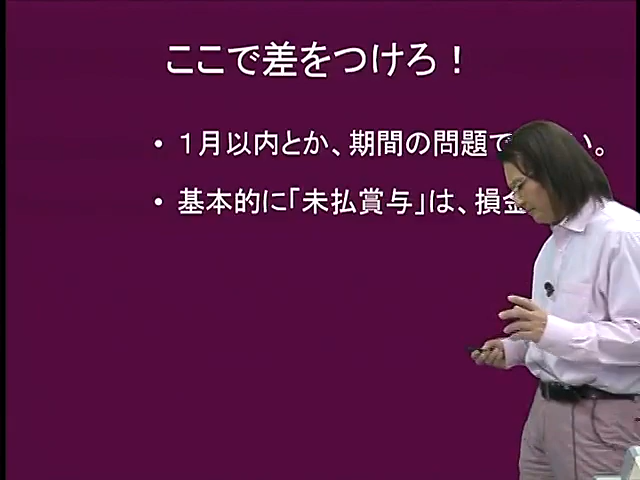 ここで差をつけろ！
・１月以内とか、期間の問題で い。
・基本的に｢未払賞与｣は、損金